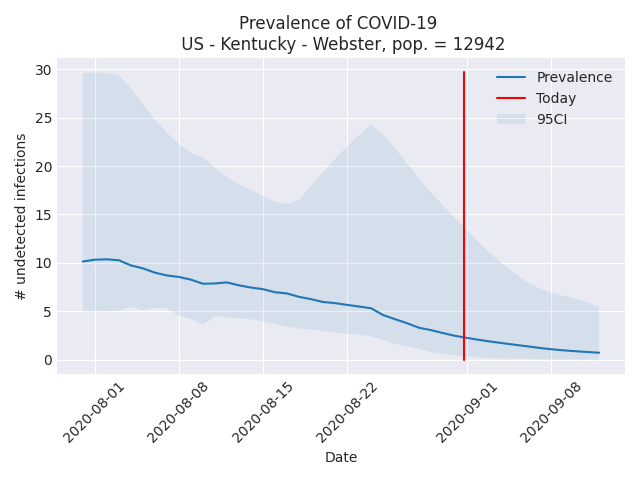 Prevalence of COVID-19
US - Kentucky - Webster, pop. = 12942
30
25
20
15
10
5
0
# undetected infections
Prevalence
Today
95CI
2020-08-01
2020-08-08
2020-08-15
2020-08-22
2020-09-01
2020-09-08
Date